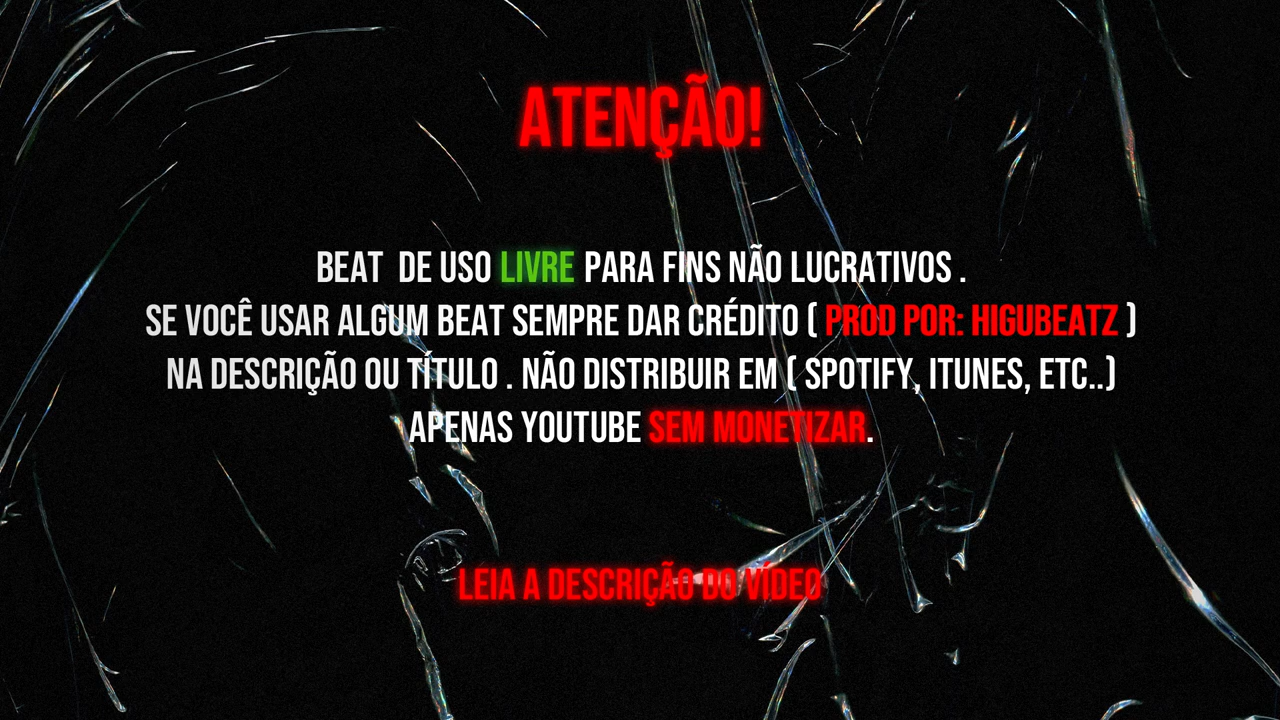 ATENÇÃO!
BEAT DE USO LIVRE PARA FINS NÃO LUCRATIVOS .
SE VOCÊ USAR ALGUM BEAT SEMPRE DAR CRÉDITO ( PROD POR: HIGUBEATZ )
NA DESCRIÇÃO OU TÍTULO . NÃO DISTRIBUIR EM ( SPOTIFY, ITUNES, ETC..)
APENAS YOUTUBE SEM MONETIZAR.
LEIA A DESCRIÇÃO DO VÍDEO